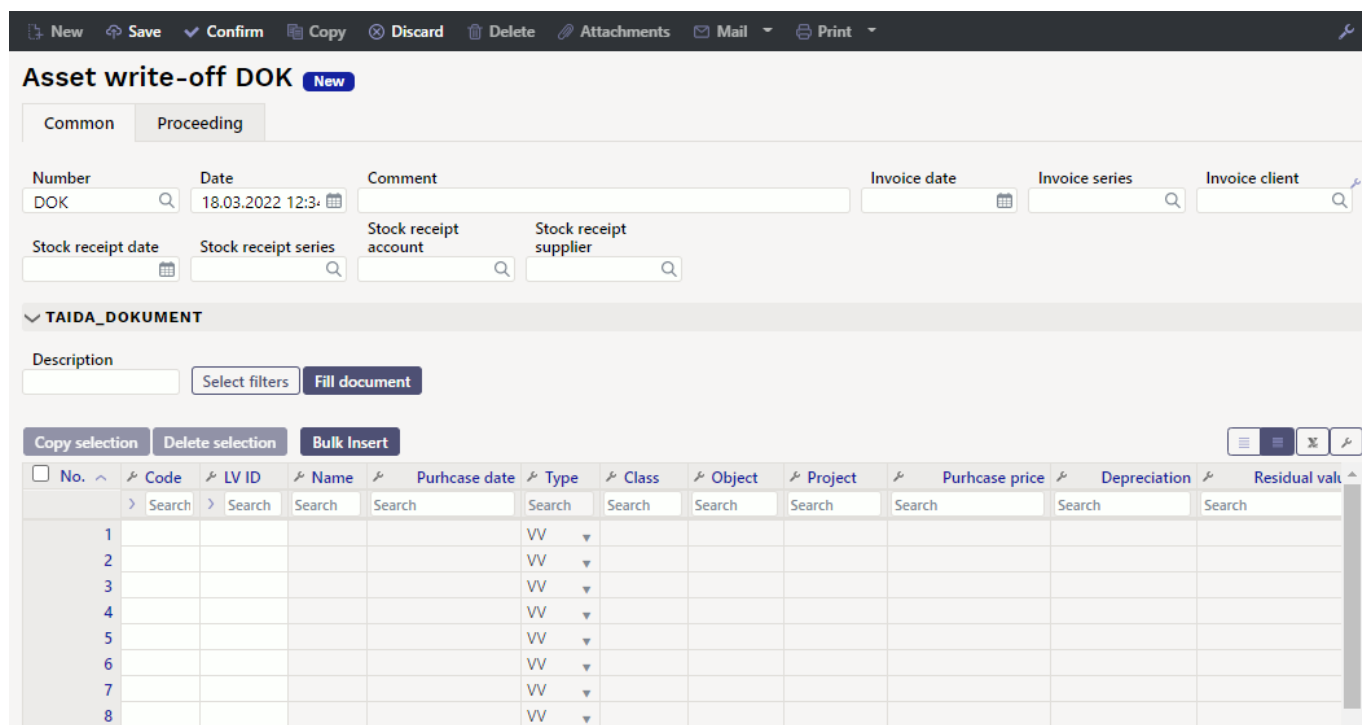 New Save Confirm Copy Discard Delete Attachments Mail Print
Asset write-off DOK New
Common Proceeding
Number Date Comment Invoice date Invoice series Invoice client
DOK 18.03.2022 12:34
Stock receipt date Stock receipt series Stock receipt account Stock receipt supplier
TAIDA_DOKUMENT
Description
Select filters Fill document
Copy selection Delete selection Bulk Insert
No. Code LV ID Name Purhcase date Type Class Object Project Purhcase price Depreciation Residual valu
Search Search Search Search Search Search Search Search Search Search Search
1 VV
2 VV
3 VV
4 VV
5 VV
6 VV
7 VV
8 VV